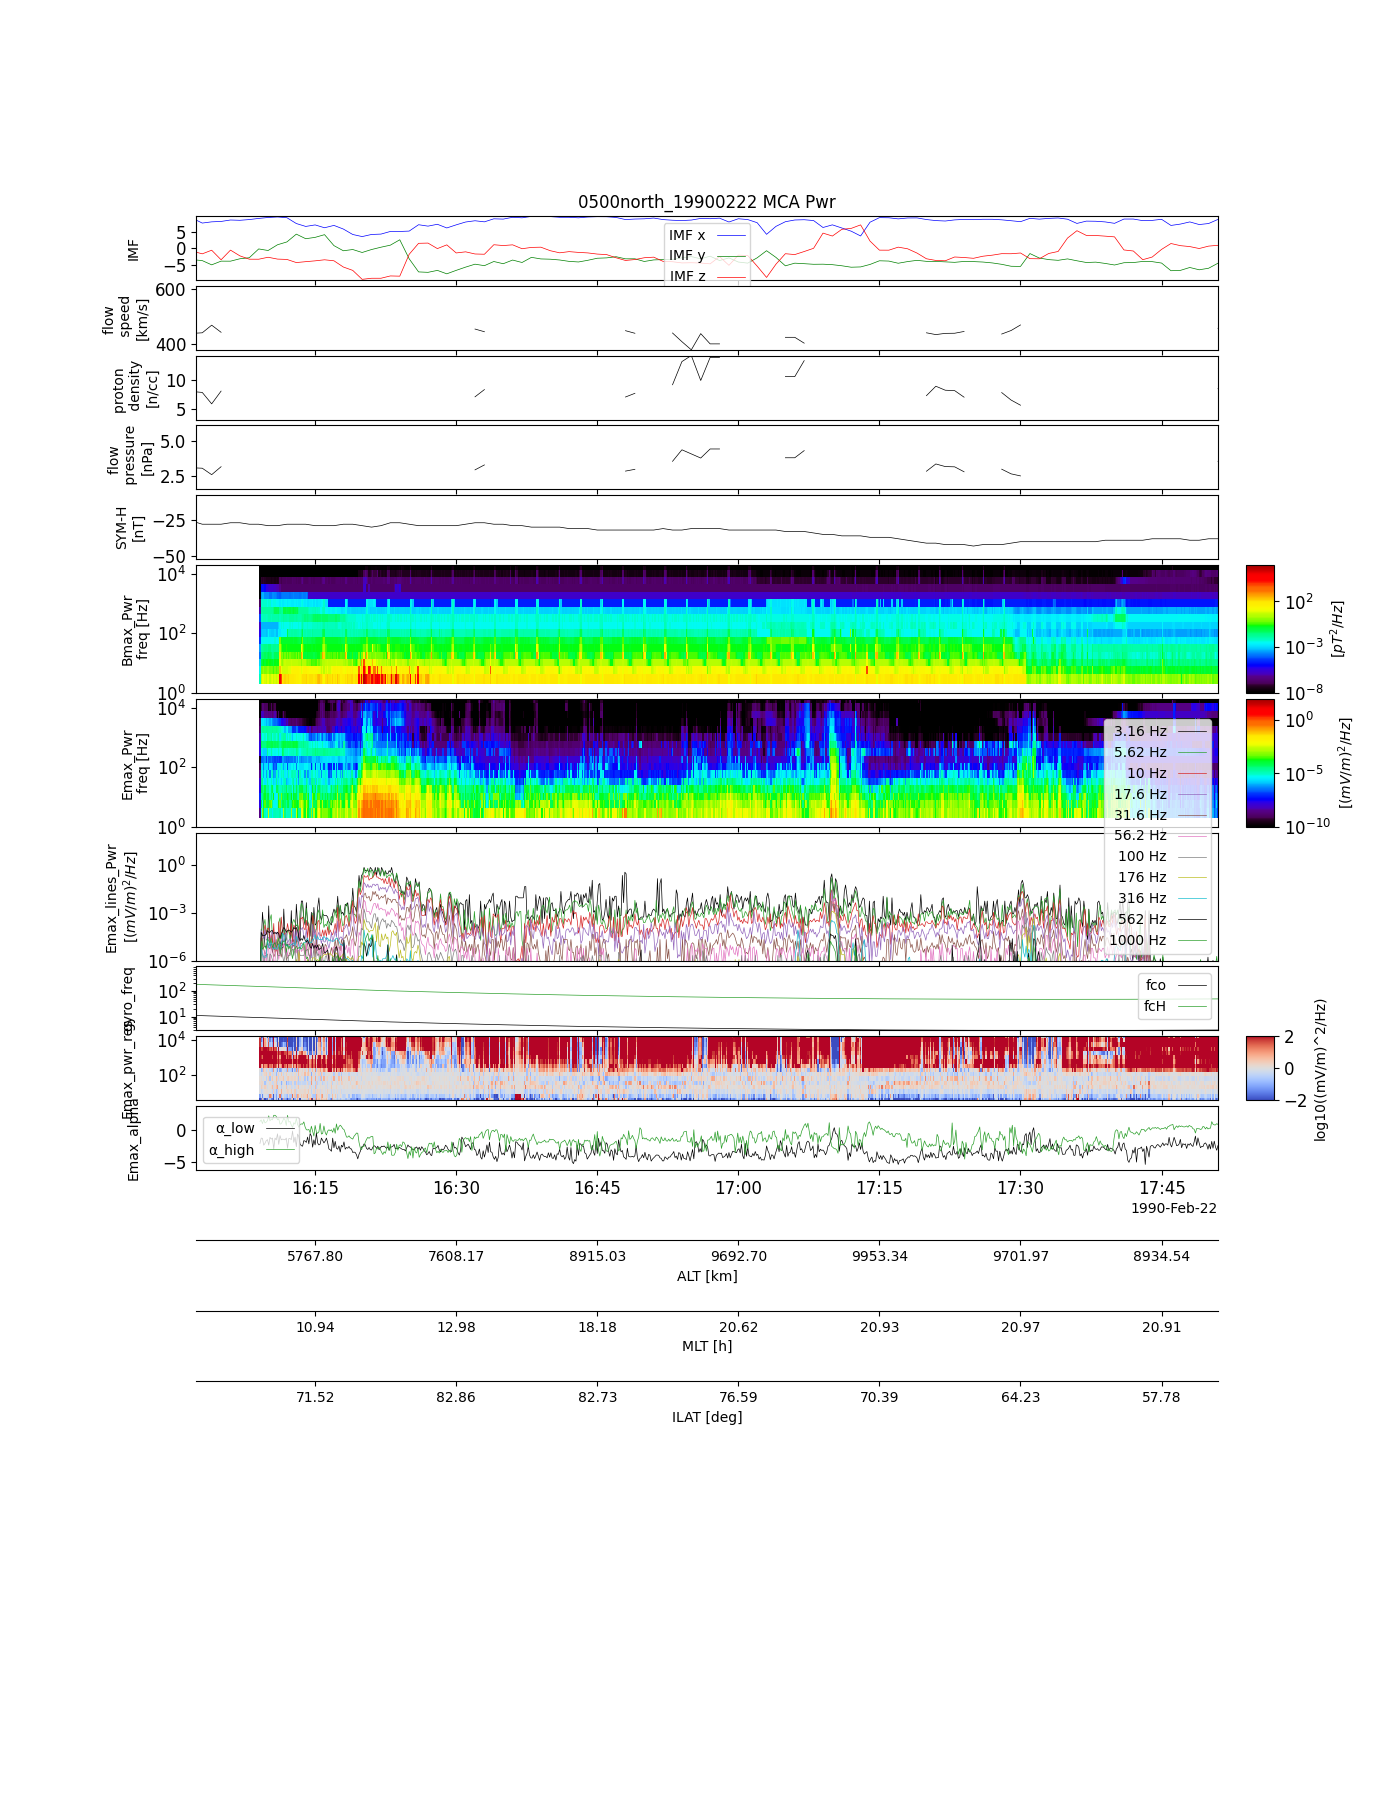 0500north_19900222 MCA Pwr
IMF
5
0
−5
IMF x
IMF y
IMF z
flow
speed
[km/s]
600
400
proton
density
[n/cc]
10
5
flow
pressure
[nPa]
5.0
2.5
SYM-H
[nT]
−25
−50
Bmax_Pwr
freq [Hz]
10^4
10^2
10^0
10^2
10^−3
10^−8
[pT^2/Hz]
Emax_Pwr
freq [Hz]
10^4
10^2
10^0
10^0
10^−5
10^−10
[(mV/m)^2/Hz]
3.16 Hz
5.62 Hz
10 Hz
17.6 Hz
31.6 Hz
56.2 Hz
100 Hz
176 Hz
316 Hz
562 Hz
1000 Hz
Emax_lines_Pwr
[(mV/m)^2/Hz]
10^0
10^−3
10^−6
gyro_freq
10^2
10^1
fco
fcH
Emax_pwr_reg
10^4
10^2
2
0
−2
log10((mV/m)^2/Hz)
Emax_alpha
0
−5
α_low
α_high
16:15 16:30 16:45 17:00 17:15 17:30 17:45
1990-Feb-22
5767.80 7608.17 8915.03 9692.70 9953.34 9701.97 8934.54
ALT [km]
10.94 12.98 18.18 20.62 20.93 20.97 20.91
MLT [h]
71.52 82.86 82.73 76.59 70.39 64.23 57.78
ILAT [deg]